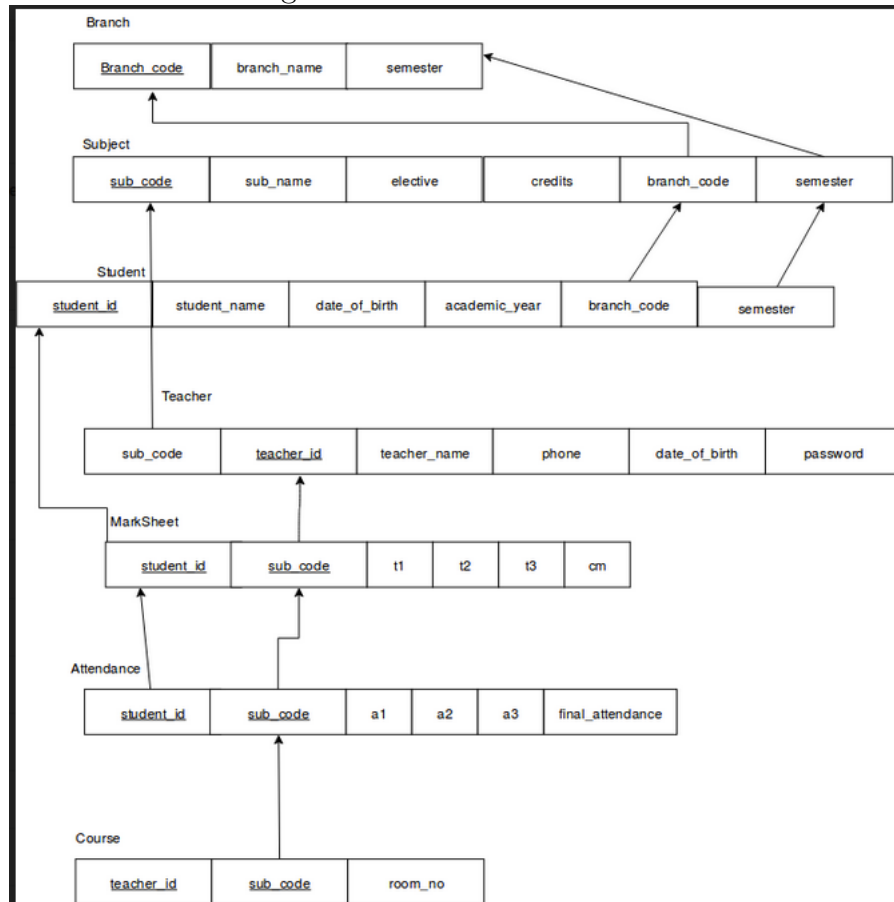 Branch
Branch_code branch_name semester
Subject
sub_code sub_name elective credits branch_code semester
Student
student_id student_name date_of_birth academic_year branch_code semester
Teacher
sub_code teacher_id teacher_name phone date_of_birth password
MarkSheet
student_id sub_code t1 t2 t3 cm
Attendance
student_id sub_code a1 a2 a3 final_attendance
Course
teacher_id sub_code room_no